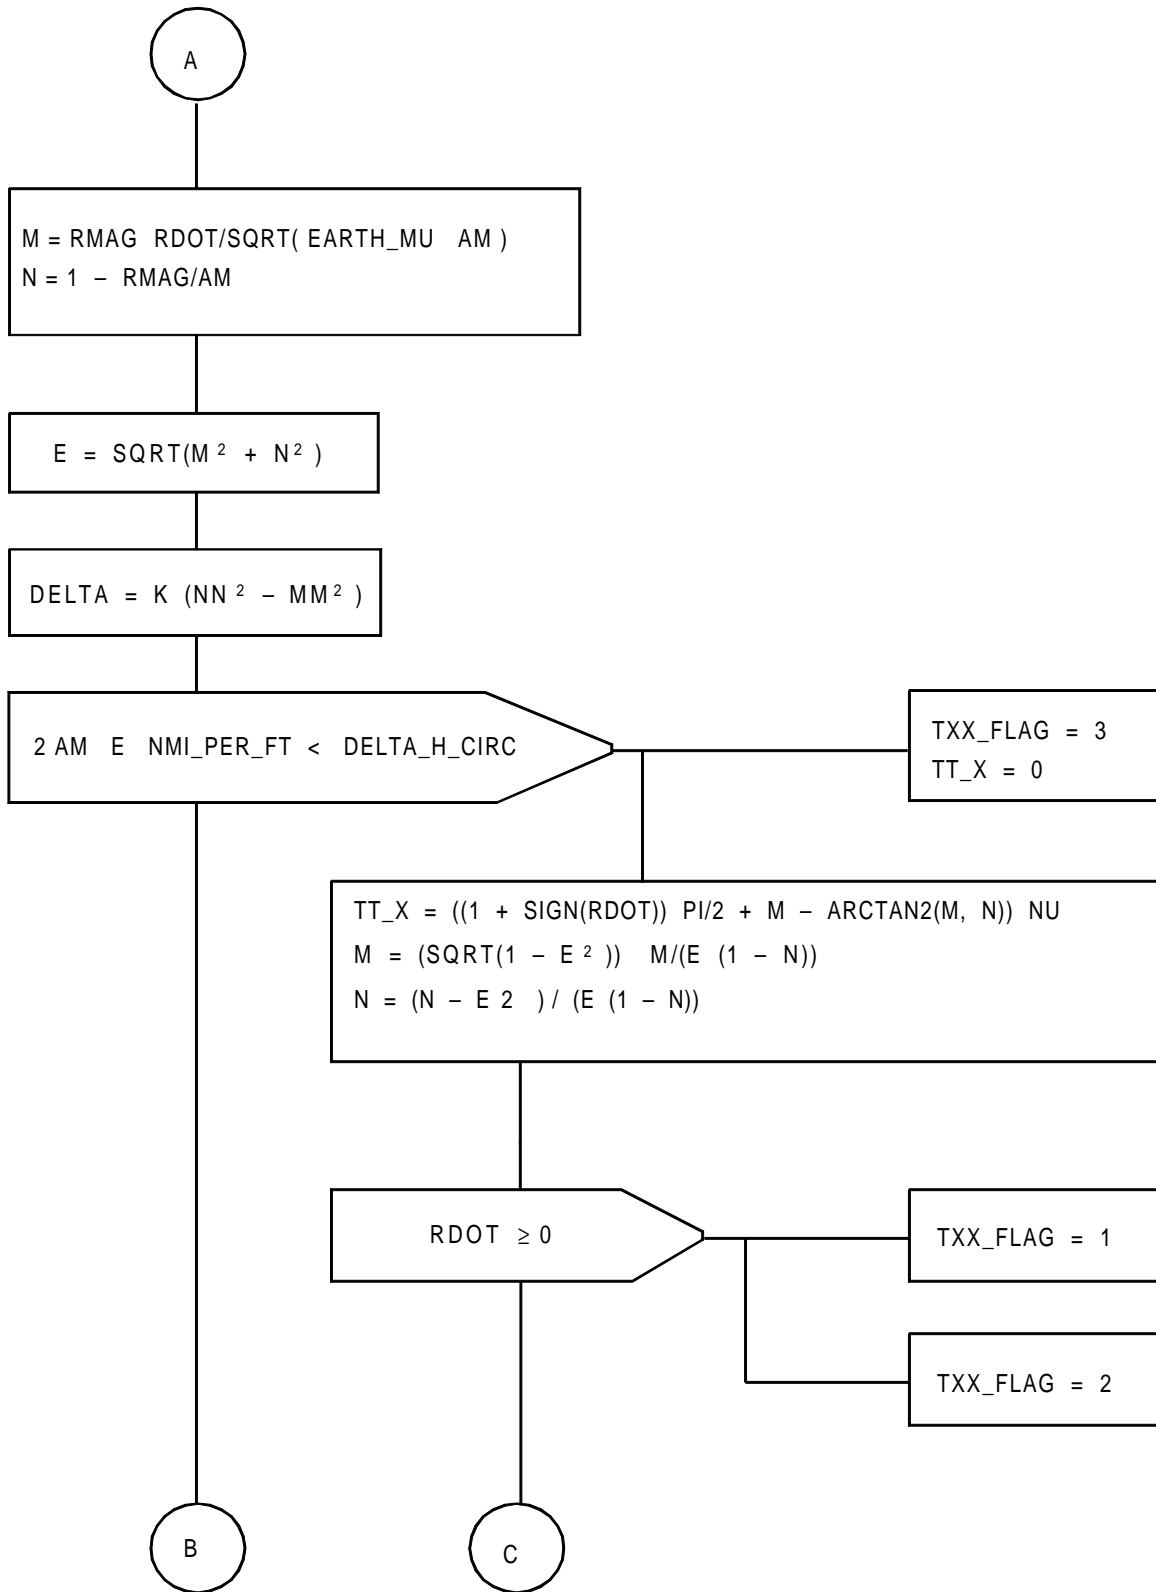 A
M = RMAG RDOT/SQRT( EARTH_MU AM )
N = 1 – RMAG/AM
E = SQRT(M ² + N ² )
DELTA = K (NN ² – MM ² )
2 AM E NMI_PER_FT < DELTA_H_CIRC
TXX_FLAG = 3
TT_X = 0
TT_X = ((1 + SIGN(RDOT)) PI/2 + M – ARCTAN2(M, N)) NU
M = (SQRT(1 – E ² )) M/(E (1 – N))
N = (N – E 2 ) / (E (1 – N))
RDOT ≥ 0
TXX_FLAG = 1
TXX_FLAG = 2
B
C